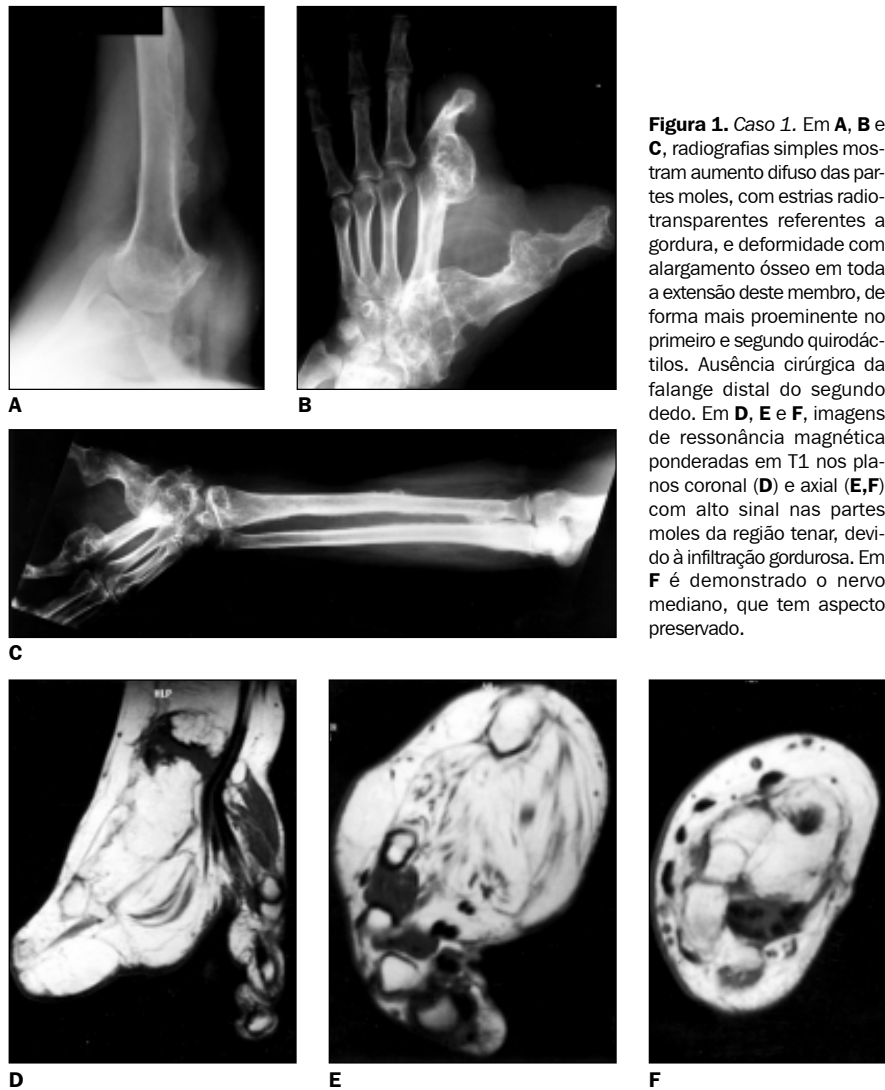 Figura 1. Caso 1. Em A, B e
C, radiografias simples mos-
tram aumento difuso das par-
tes moles, com estrias radio-
transparentes referentes a
gordura, e deformidade com
alargamento ósseo em toda
a extensão deste membro, de
forma mais proeminente no
primeiro e segundo quirodác-
tilos. Ausência cirúrgica da
falange distal do segundo
dedo. Em D, E e F, imagens
de ressonância magnética
ponderadas em T1 nos pla-
nos coronal (D) e axial (E,F)
com alto sinal nas partes
moles da região tenar, devi-
do à infiltração gordurosa. Em
F é demonstrado o nervo
mediano, que tem aspecto
preservado.
A
B
C
D
E
F